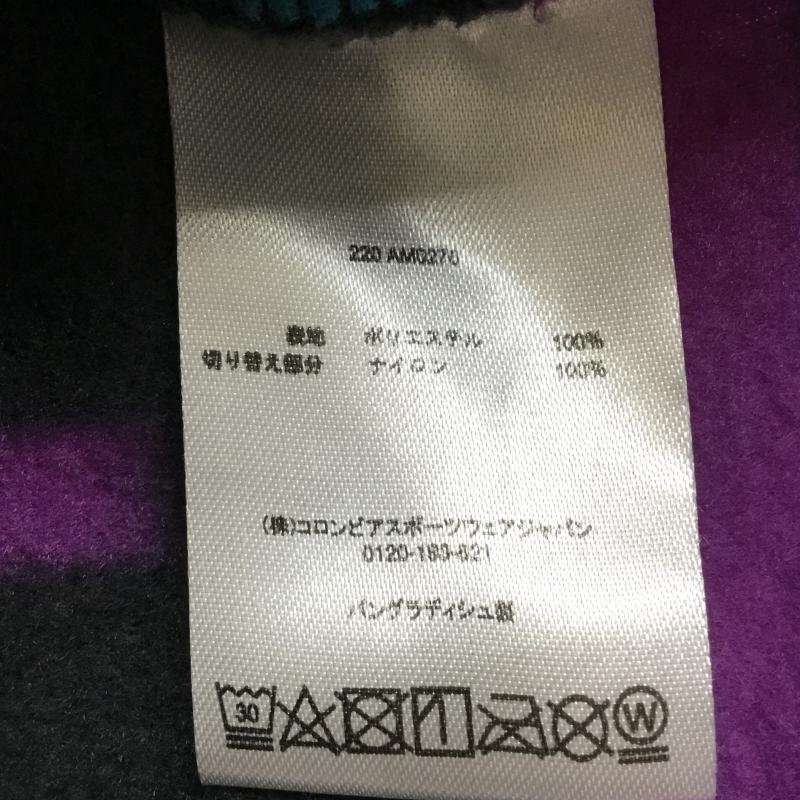 220 AM0276
表地 ポリエステル 100%
切り替え部分 ナイロン 100%
(株)コロンビアスポーツウェアジャパン
0120-193-821
バングラディシュ製
30
W